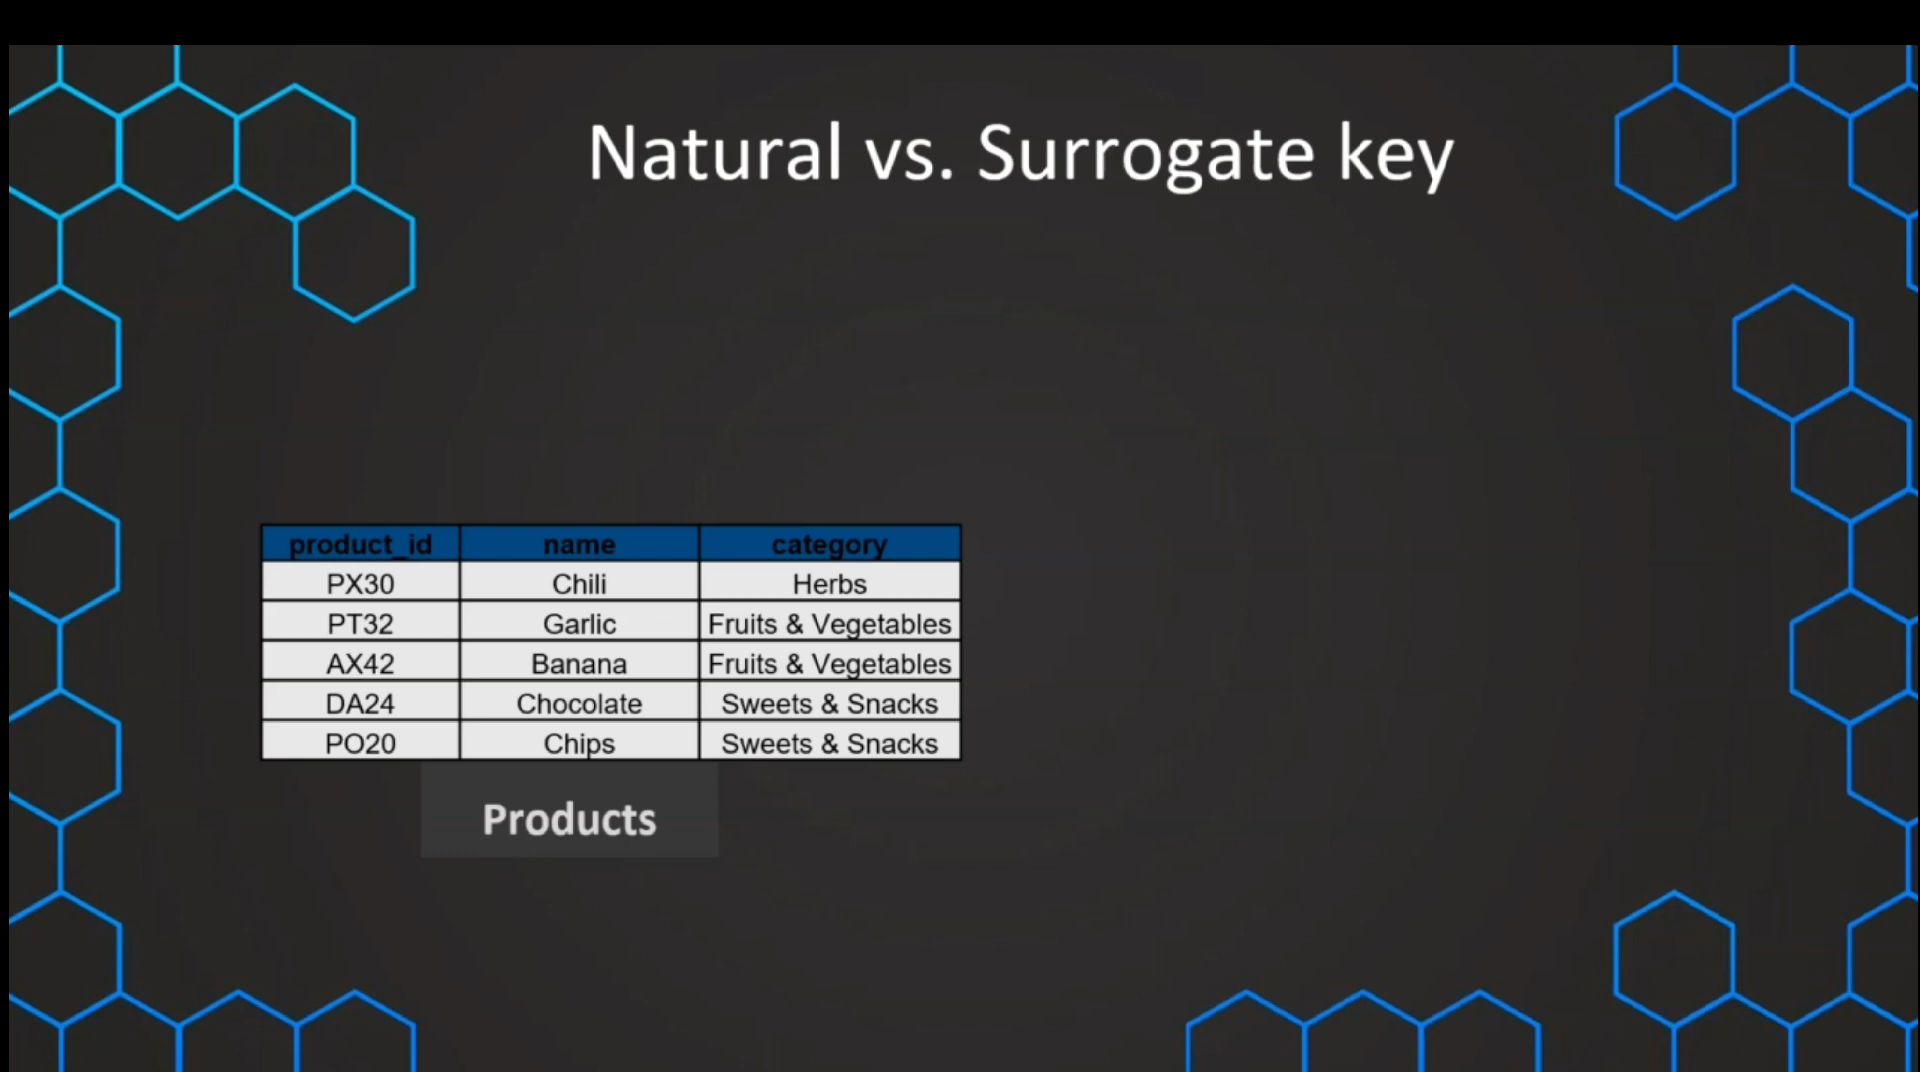 Natural vs. Surrogate key
product_id name category
PX30 Chili Herbs
PT32 Garlic Fruits & Vegetables
AX42 Banana Fruits & Vegetables
DA24 Chocolate Sweets & Snacks
PO20 Chips Sweets & Snacks
Products